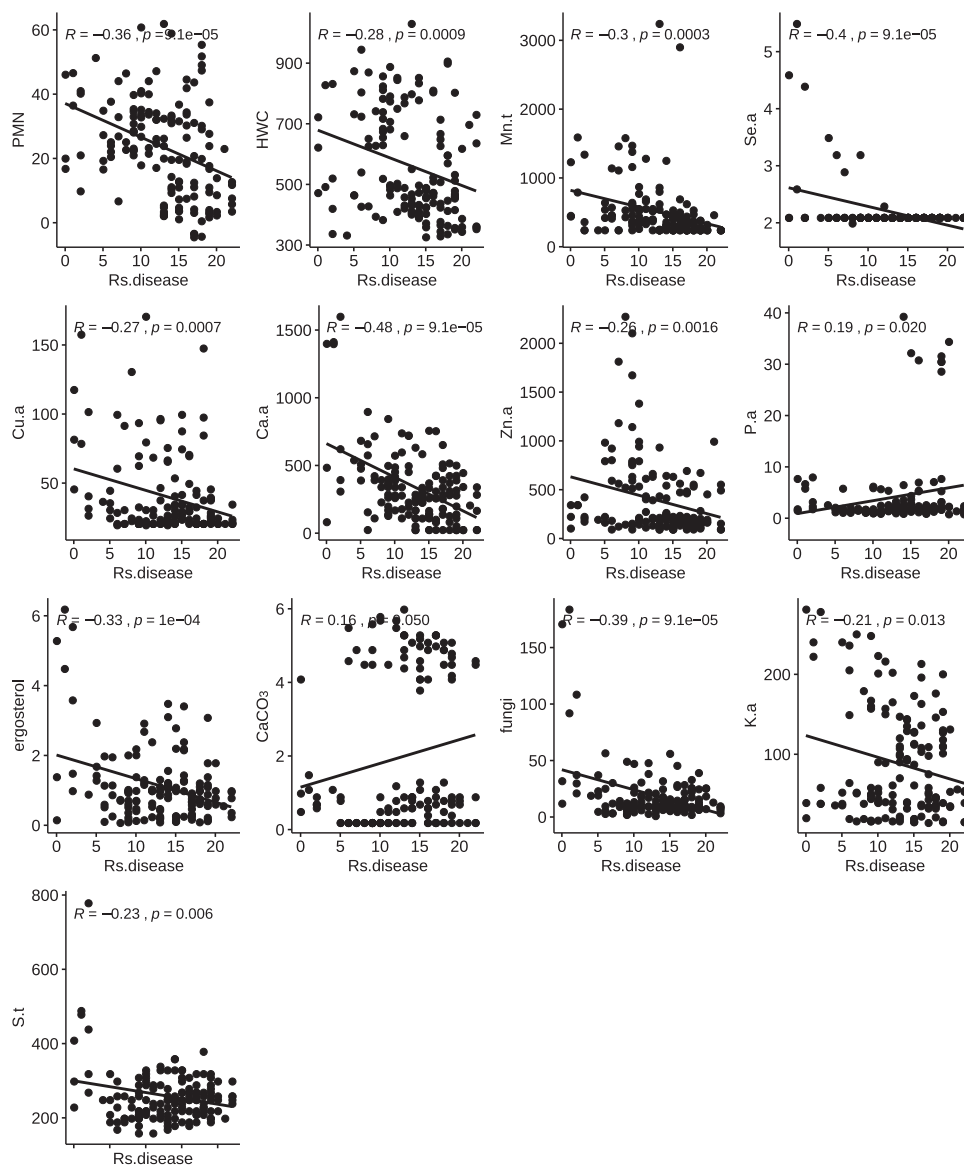 R = −0.36 , p = 9.1e−05
R = −0.28 , p = 0.0009
R = −0.3 , p = 0.0003
R = −0.4 , p = 9.1e−05
PMN
60
40
20
0
0 5 10 15 20
Rs.disease
HWC
900
700
500
300
0 5 10 15 20
Rs.disease
Mn.t
3000
2000
1000
0
0 5 10 15 20
Rs.disease
Se.a
5
4
3
2
0 5 10 15 20
Rs.disease
R = −0.27 , p = 0.0007
R = −0.48 , p = 9.1e−05
R = −0.26 , p = 0.0016
R = 0.19 , p = 0.020
Cu.a
150
100
50
0 5 10 15 20
Rs.disease
Ca.a
1500
1000
500
0
0 5 10 15 20
Rs.disease
Zn.a
2000
1500
1000
500
0
0 5 10 15 20
Rs.disease
P.a
40
30
20
10
0
0 5 10 15 20
Rs.disease
R = −0.33 , p = 1e−04
R = 0.16 , p = 0.050
R = −0.39 , p = 9.1e−05
R = −0.21 , p = 0.013
ergosterol
6
4
2
0
0 5 10 15 20
Rs.disease
CaCO3
6
4
2
0
0 5 10 15 20
Rs.disease
fungi
150
100
50
0
0 5 10 15 20
Rs.disease
K.a
200
100
0 5 10 15 20
Rs.disease
R = −0.23 , p = 0.006
S.t
800
600
400
200
Rs.disease